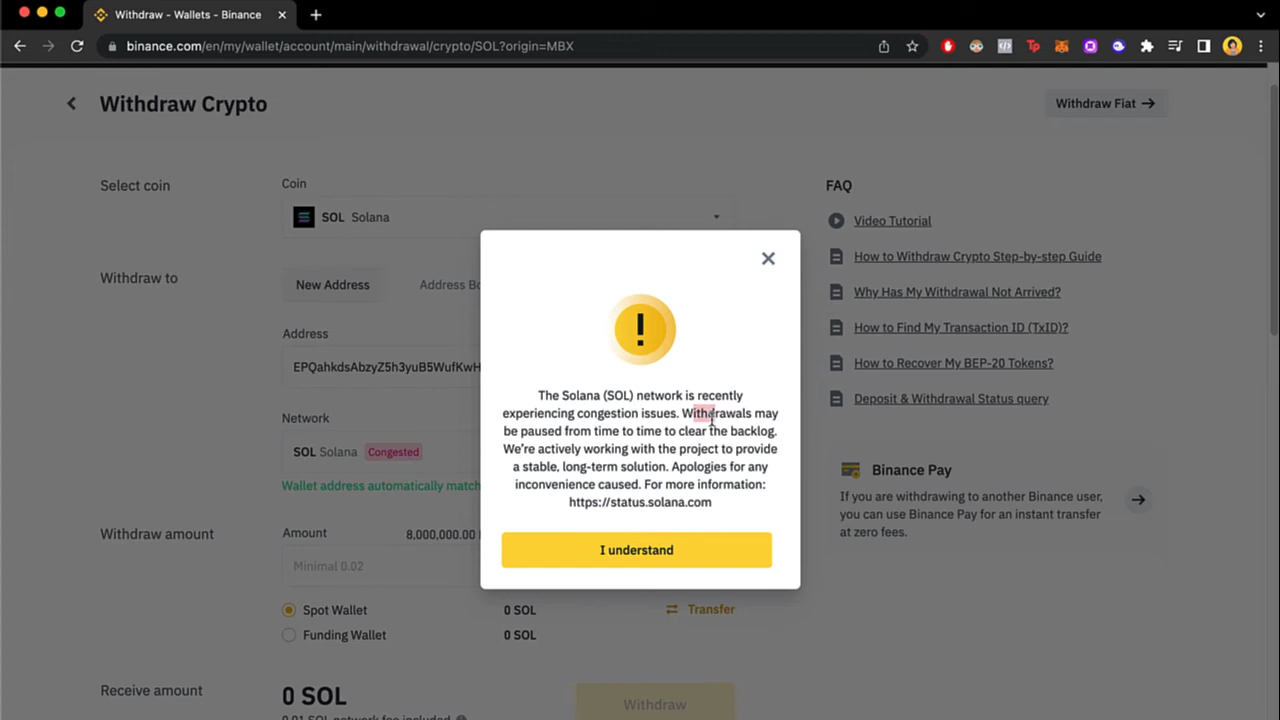 Withdraw - Wallets - Binance
binance.com/en/my/wallet/account/main/withdrawal/crypto/SOL?origin=MBX
Withdraw Crypto
Withdraw Fiat
Select coin
Coin
SOL Solana
Withdraw to
New Address
Address Bo
Address
EPQahkdsAbzyZ5h3yuB5WufKwH
Network
SOL Solana Congested
Wallet address automatically match
Withdraw amount
Amount
8,000,000.00
Minimal 0.02
Spot Wallet
0 SOL
Transfer
Funding Wallet
0 SOL
Receive amount
0 SOL
0.01 SOL network fee included
Withdraw
!
The Solana (SOL) network is recently
experiencing congestion issues. Withdrawals may
be paused from time to time to clear the backlog.
We're actively working with the project to provide
a stable, long-term solution. Apologies for any
inconvenience caused. For more information:
https://status.solana.com
I understand
FAQ
Video Tutorial
How to Withdraw Crypto Step-by-step Guide
Why Has My Withdrawal Not Arrived?
How to Find My Transaction ID (TxID)?
How to Recover My BEP-20 Tokens?
Deposit & Withdrawal Status query
Binance Pay
If you are withdrawing to another Binance user,
you can use Binance Pay for an instant transfer
at zero fees.